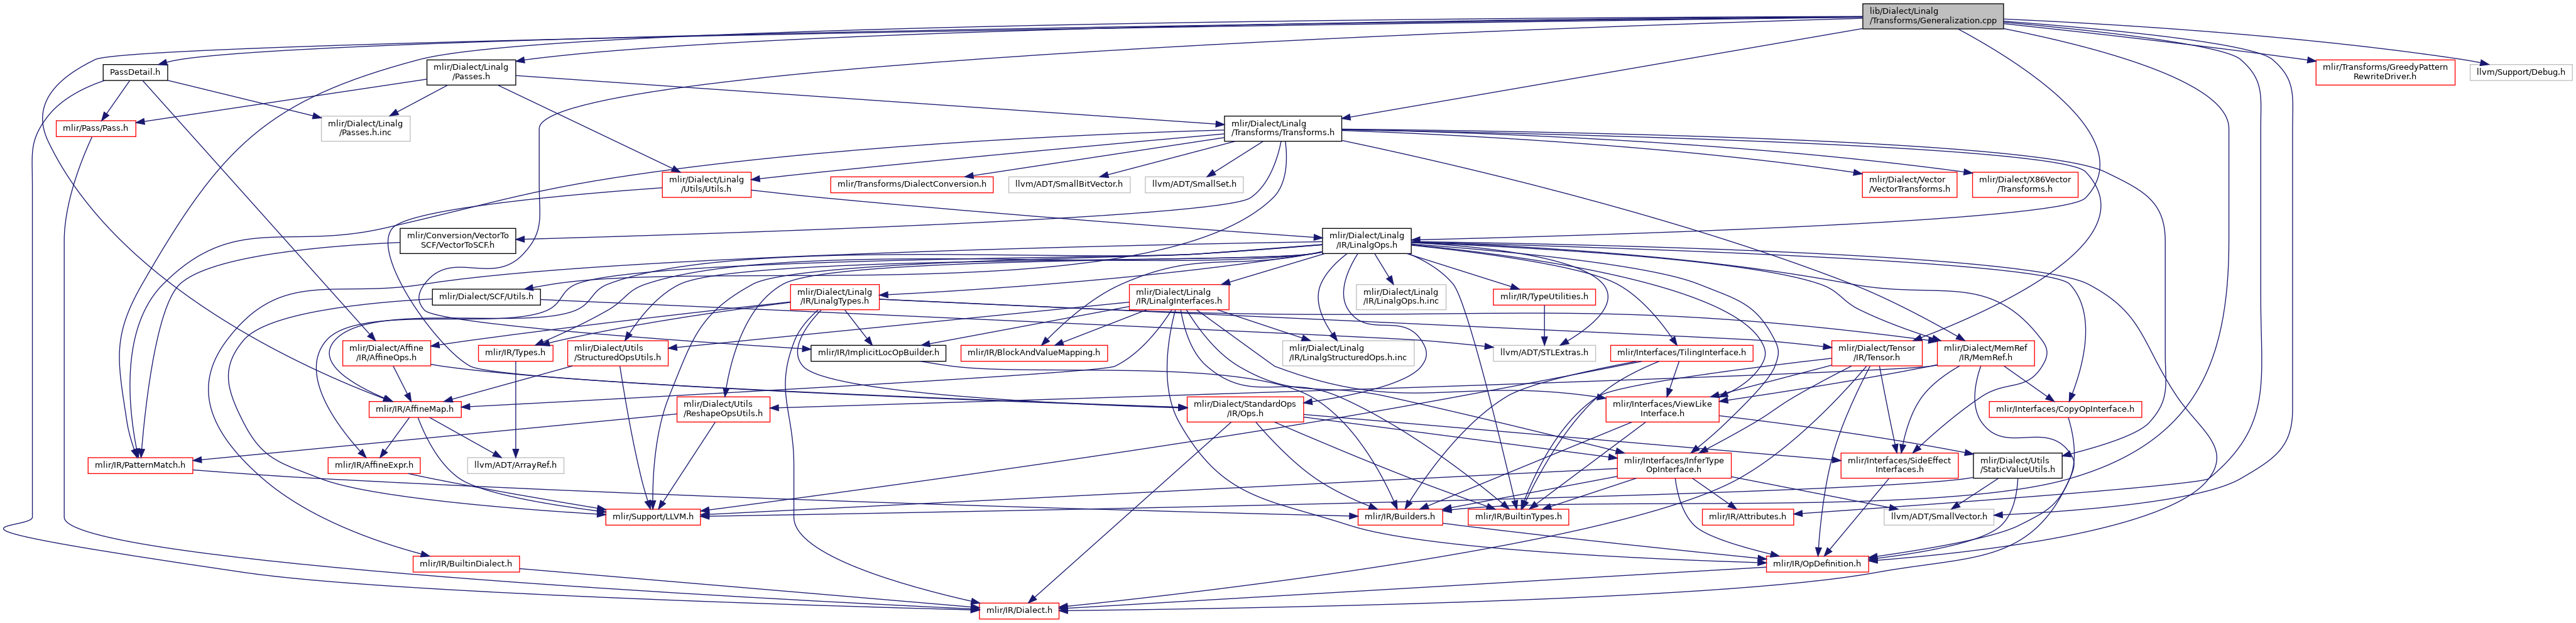 lib/Dialect/Linalg
/Transforms/Generalization.cpp
PassDetail.h
mlir/Dialect/Linalg
/Passes.h
mlir/Transforms/GreedyPattern
RewriteDriver.h
llvm/Support/Debug.h
mlir/Pass/Pass.h
mlir/Dialect/Linalg
/Passes.h.inc
mlir/Dialect/Linalg
/Transforms/Transforms.h
mlir/Dialect/Linalg
/Utils/Utils.h
mlir/Transforms/DialectConversion.h
llvm/ADT/SmallBitVector.h
llvm/ADT/SmallSet.h
mlir/Dialect/Vector
/VectorTransforms.h
mlir/Dialect/X86Vector
/Transforms.h
mlir/Conversion/VectorTo
SCF/VectorToSCF.h
mlir/Dialect/Linalg
/IR/LinalgOps.h
mlir/Dialect/SCF/Utils.h
mlir/Dialect/Linalg
/IR/LinalgTypes.h
mlir/Dialect/Linalg
/IR/LinalgInterfaces.h
mlir/Dialect/Linalg
/IR/LinalgOps.h.inc
mlir/IR/TypeUtilities.h
mlir/Dialect/Affine
/IR/AffineOps.h
mlir/IR/Types.h
mlir/Dialect/Utils
/StructuredOpsUtils.h
mlir/IR/ImplicitLocOpBuilder.h
mlir/IR/BlockAndValueMapping.h
mlir/Dialect/Linalg
/IR/LinalgStructuredOps.h.inc
llvm/ADT/STLExtras.h
mlir/Interfaces/TilingInterface.h
mlir/Dialect/Tensor
/IR/Tensor.h
mlir/Dialect/MemRef
/IR/MemRef.h
mlir/IR/AffineMap.h
mlir/Dialect/Utils
/ReshapeOpsUtils.h
mlir/Dialect/StandardOps
/IR/Ops.h
mlir/Interfaces/ViewLike
Interface.h
mlir/Interfaces/CopyOpInterface.h
mlir/IR/PatternMatch.h
mlir/IR/AffineExpr.h
llvm/ADT/ArrayRef.h
mlir/Interfaces/InferType
OpInterface.h
mlir/Interfaces/SideEffect
Interfaces.h
mlir/Dialect/Utils
/StaticValueUtils.h
mlir/Support/LLVM.h
mlir/IR/Builders.h
mlir/IR/BuiltinTypes.h
mlir/IR/Attributes.h
llvm/ADT/SmallVector.h
mlir/IR/BuiltinDialect.h
mlir/IR/OpDefinition.h
mlir/IR/Dialect.h